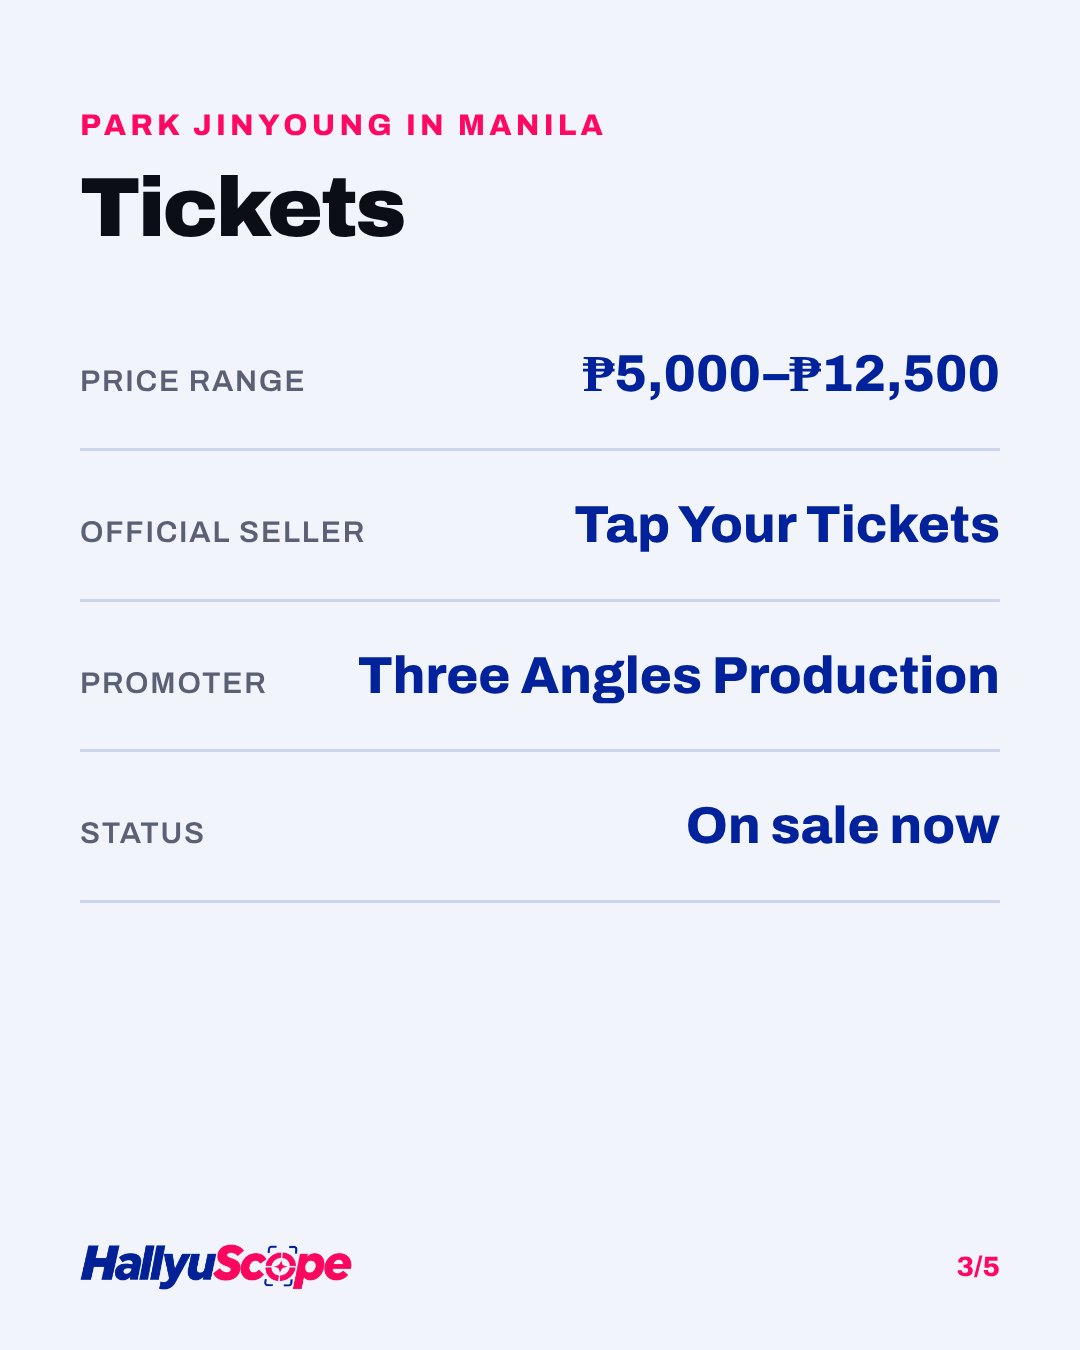 PARK JINYOUNG IN MANILA
Tickets
PRICE RANGE ₱5,000–₱12,500
OFFICIAL SELLER Tap Your Tickets
PROMOTER Three Angles Production
STATUS On sale now
HallyuScope 3/5